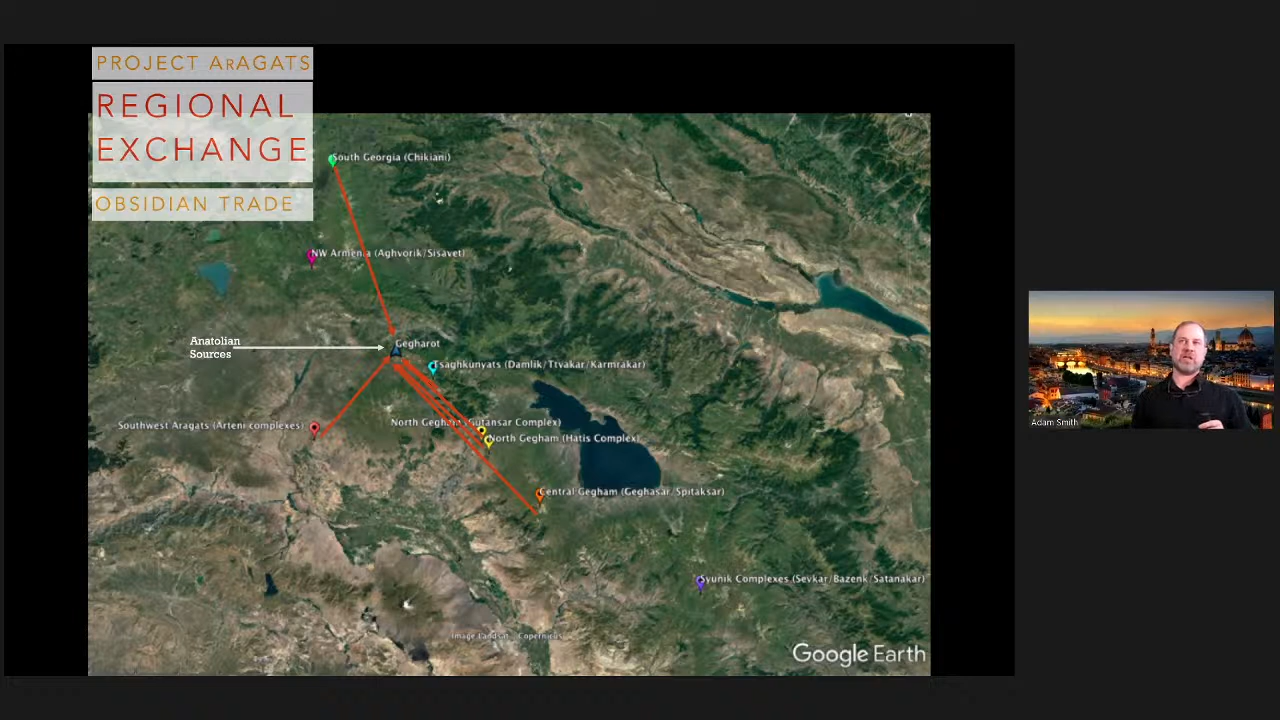 PROJECT ArAGATS
REGIONAL
EXCHANGE
OBSIDIAN TRADE
South Georgia (Chikiani)
NW Armenia (Aghvorik/Sisavet)
Anatolian
Sources
Gegharot
Tsaghkunyats (Damlik/Ttvakar/Karmrakar)
North Gegham (Gutansar Complex)
Southwest Aragats (Arteni complexes)
North Gegham (Hatis Complex)
Central Gegham (Geghasar/Spitaksar)
Syunik Complexes (Sevkar/Bazenk/Satanakar)
Image Landsat / Copernicus
Google Earth
Adam Smith